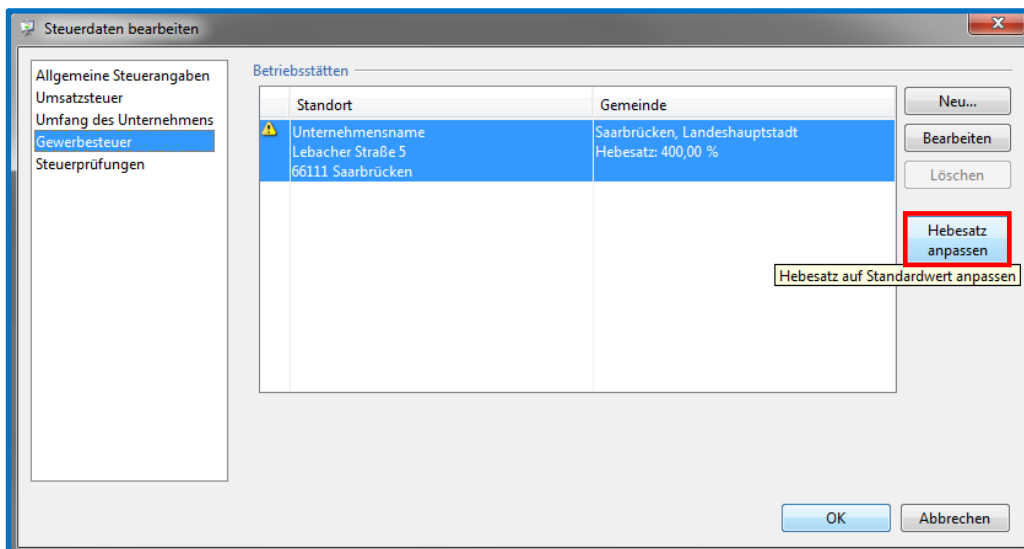 Steuerdaten bearbeiten
x
Allgemeine Steuerangaben
Umsatzsteuer
Umfang des Unternehmens
Gewerbesteuer
Steuerprüfungen
Betriebsstätten
Standort Gemeinde
Unternehmensname
Lebacher Straße 5
66111 Saarbrücken
Saarbrücken, Landeshauptstadt
Hebesatz: 400,00 %
Neu...
Bearbeiten
Löschen
Hebesatz
anpassen
Hebesatz auf Standardwert anpassen
OK Abbrechen